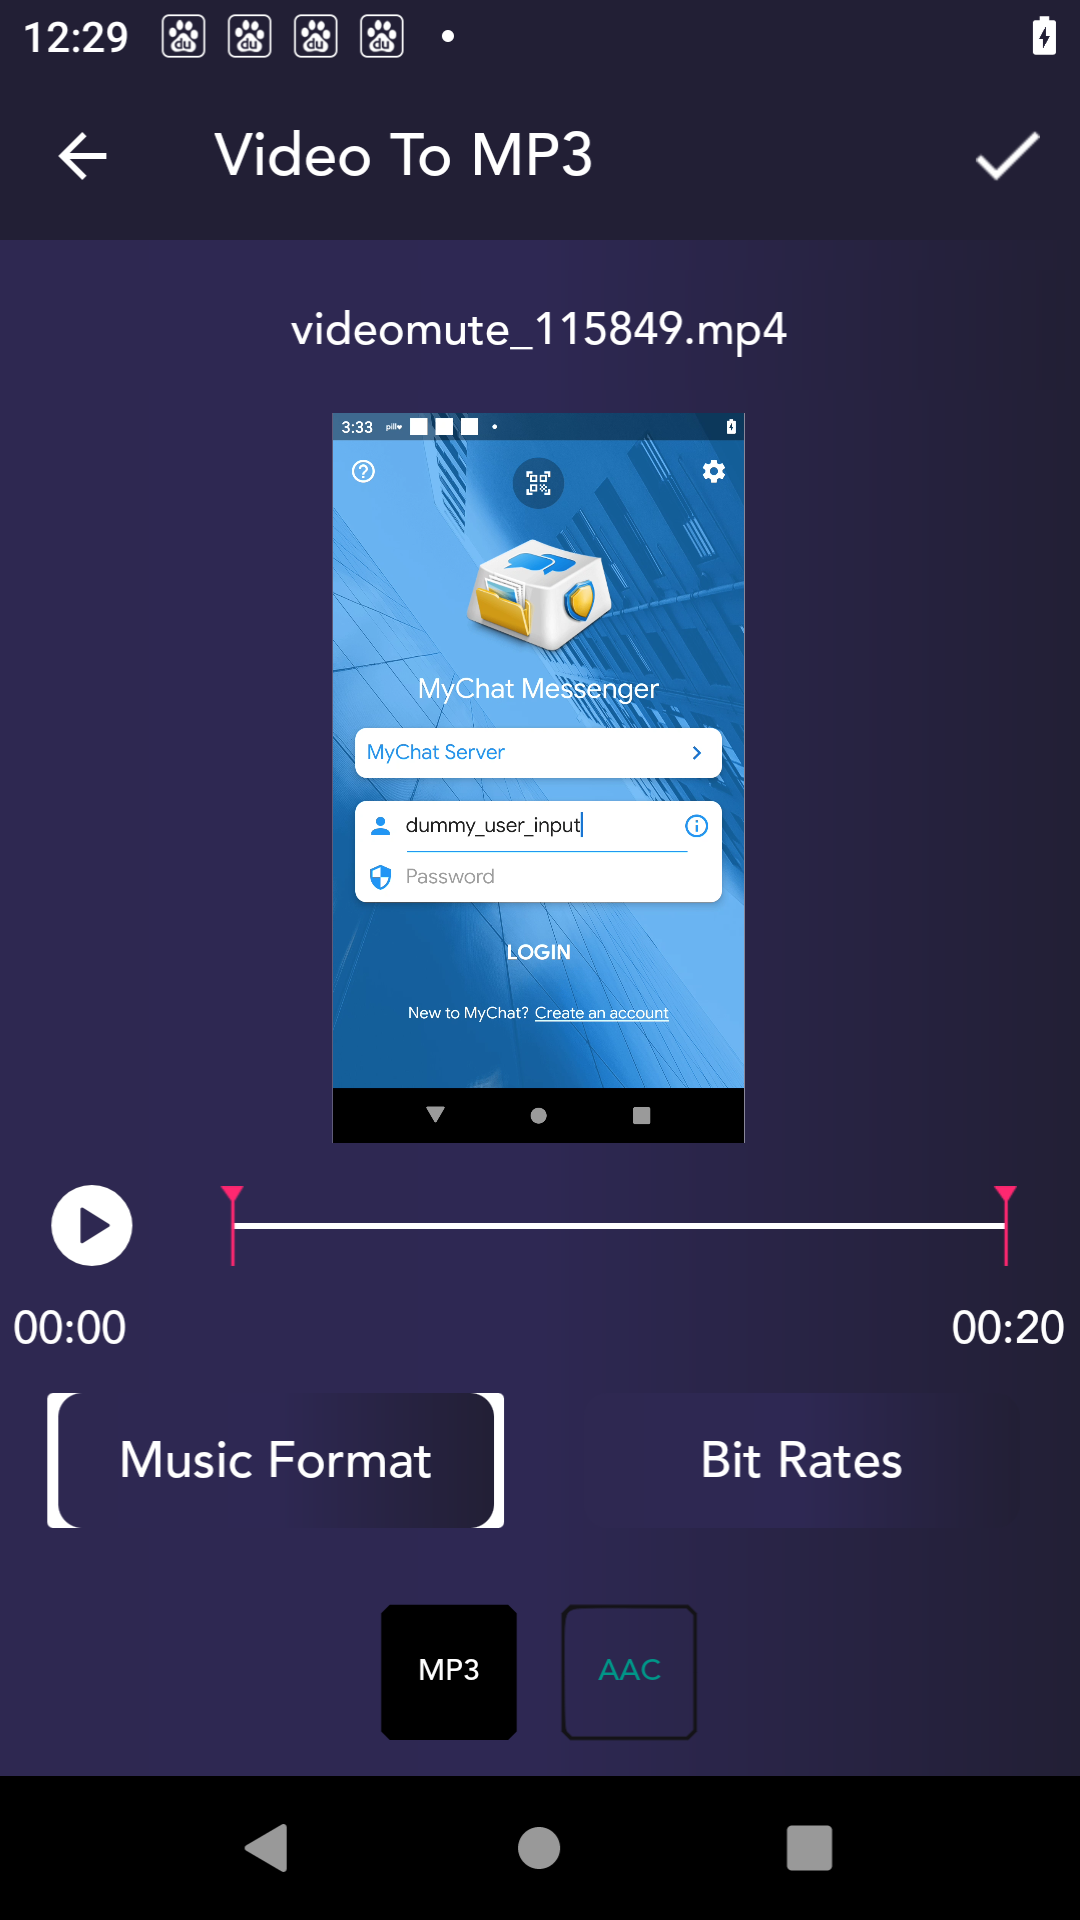 12:29
Video To MP3
videomute_115849.mp4
3:33
MyChat Messenger
MyChat Server
dummy_user_input
Password
LOGIN
New to MyChat? Create an account
00:00
00:20
Music Format
Bit Rates
MP3
AAC